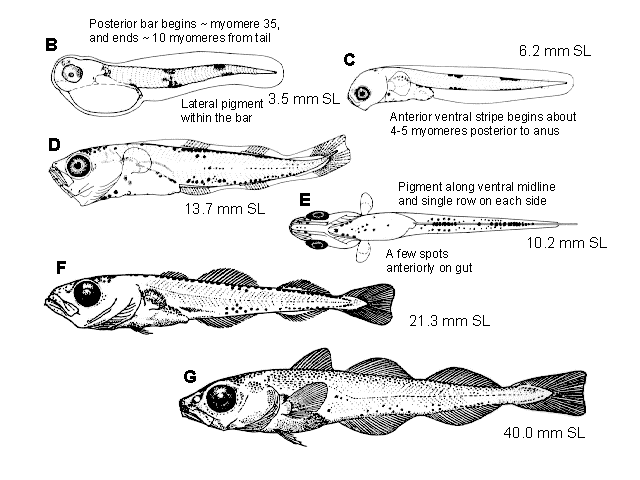 Posterior bar begins ~ myomere 35,
and ends ~ 10 myomeres from tail
B
C
6.2 mm SL
Lateral pigment
within the bar
3.5 mm SL
Anterior ventral stripe begins about
4-5 myomeres posterior to anus
D
13.7 mm SL
Pigment along ventral midline
and single row on each side
E
10.2 mm SL
A few spots
anteriorly on gut
F
21.3 mm SL
G
40.0 mm SL